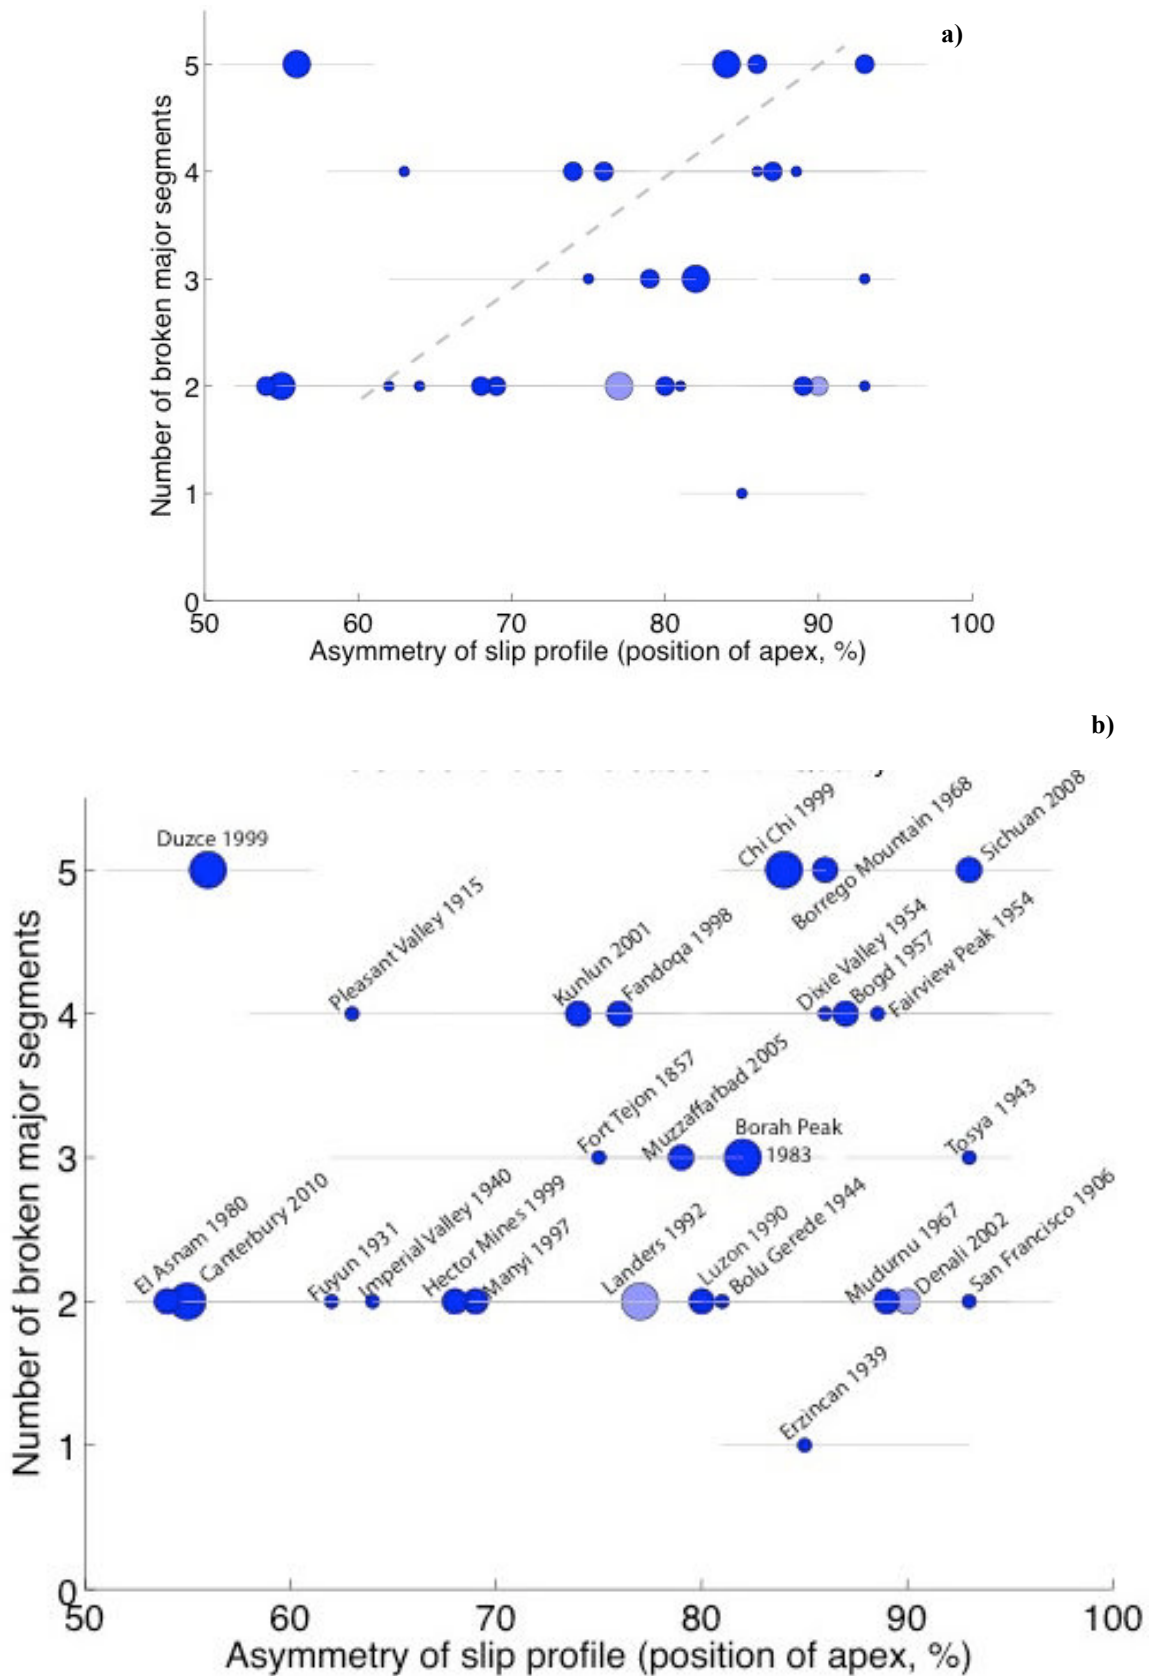 a)
5
4
3
2
1
0
50 60 70 80 90 100
Number of broken major segments
Asymmetry of slip profile (position of apex, %)
b)
Duzce 1999
Chi Chi 1999
Borrego Mountain 1968
Sichuan 2008
5
Pleasant Valley 1915
Kunlun 2001
Fandoqa 1998
Dixie Valley 1954
Bogd 1957
Fairview Peak 1954
4
Fort Tejon 1857
Muzzaffarbad 2005
Borah Peak
1983
Tosya 1943
3
El Asnam 1980
Canterbury 2010
Fuyun 1931
Imperial Valley 1940
Hector Mines 1999
Manyi 1997
Landers 1992
Luzon 1990
Bolu Gerede 1944
Mudurnu 1967
Denali 2002
San Francisco 1906
2
Erzincan 1939
1
0
50 60 70 80 90 100
Number of broken major segments
Asymmetry of slip profile (position of apex, %)